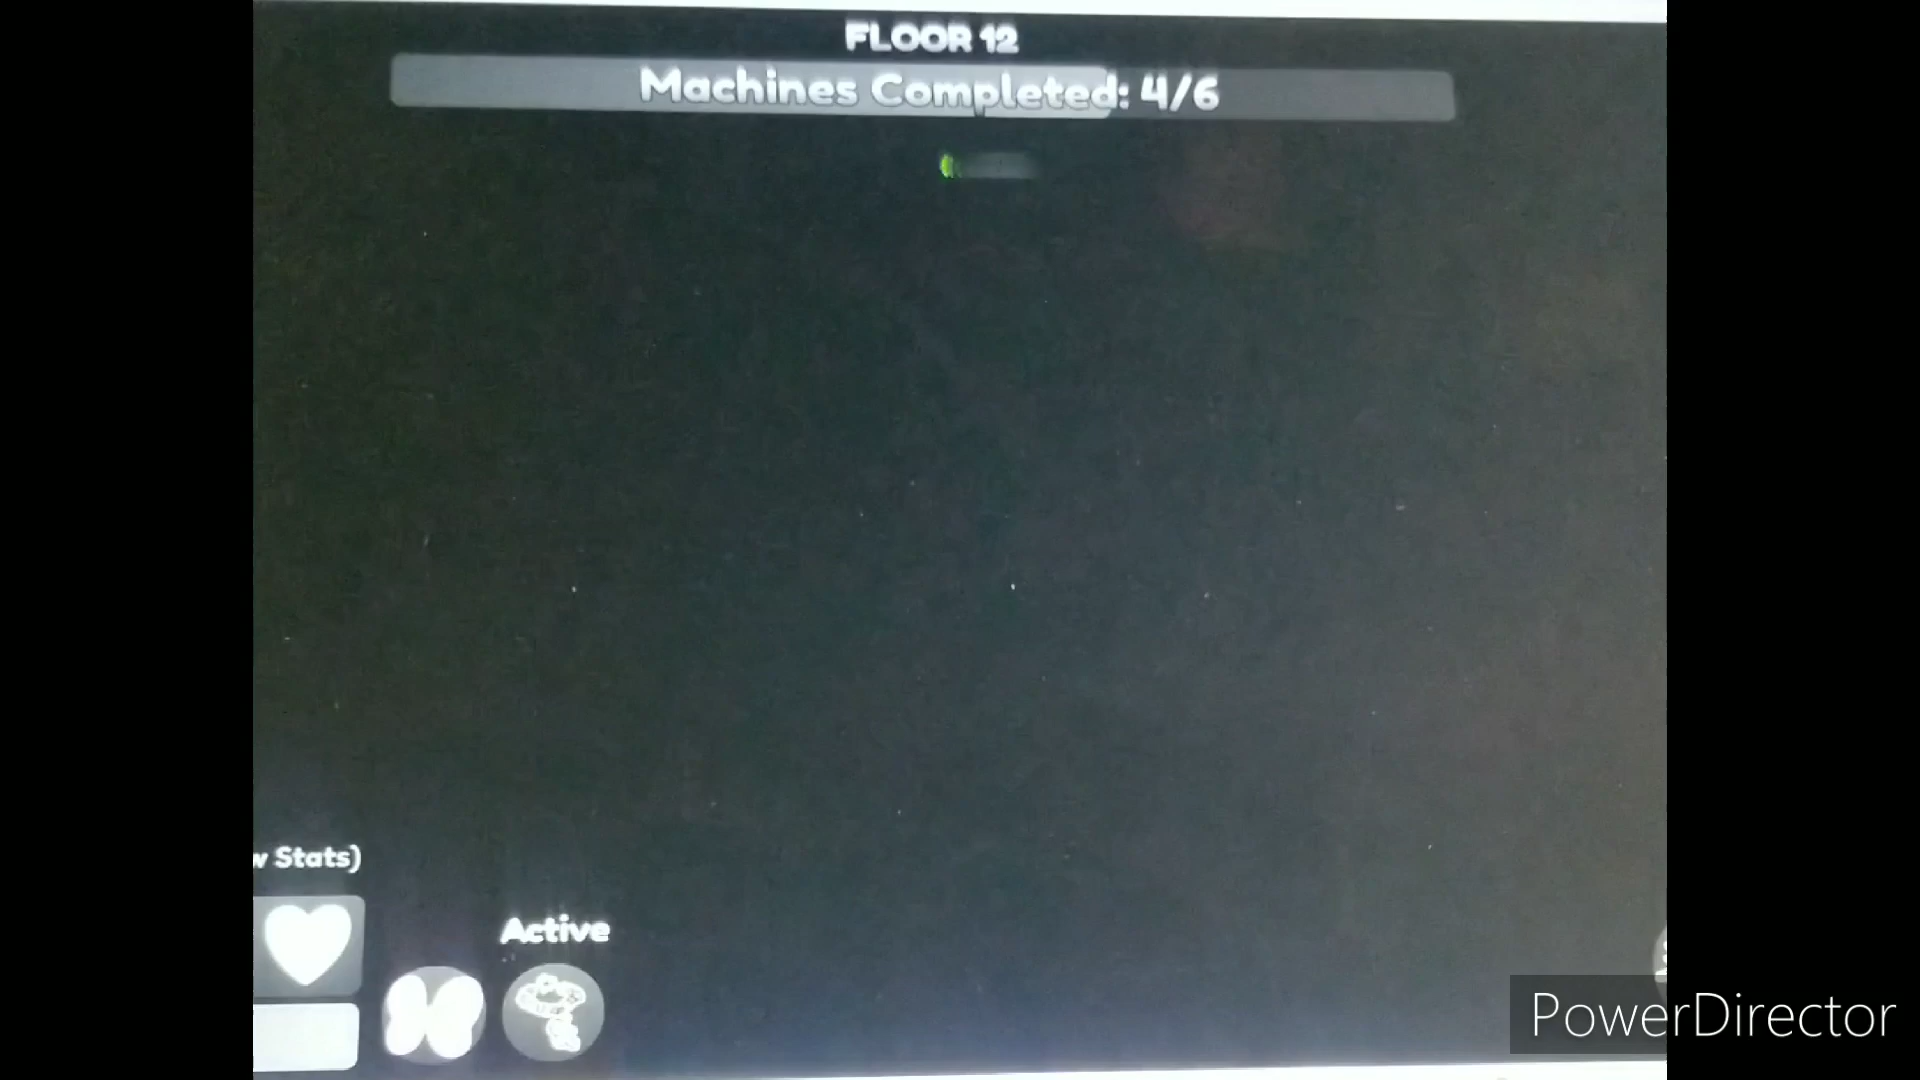 FLOOR 12
Machines Completed: 4/6
w Stats)
Active
PowerDirector